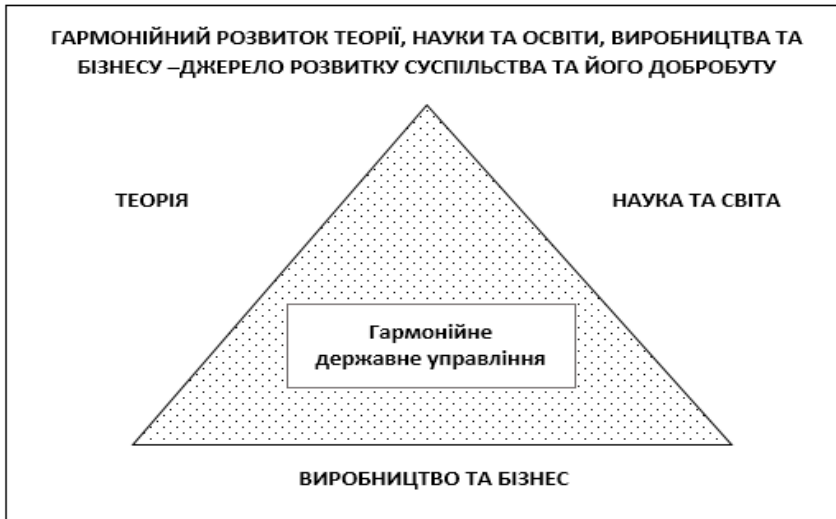 ГАРМОНІЙНИЙ РОЗВИТОК ТЕОРІЇ, НАУКИ ТА ОСВІТИ, ВИРОБНИЦТВА ТА
БІЗНЕСУ –ДЖЕРЕЛО РОЗВИТКУ СУСПІЛЬСТВА ТА ЙОГО ДОБРОБУТУ
ТЕОРІЯ
НАУКА ТА СВІТА
Гармонійне
державне управління
ВИРОБНИЦТВО ТА БІЗНЕС